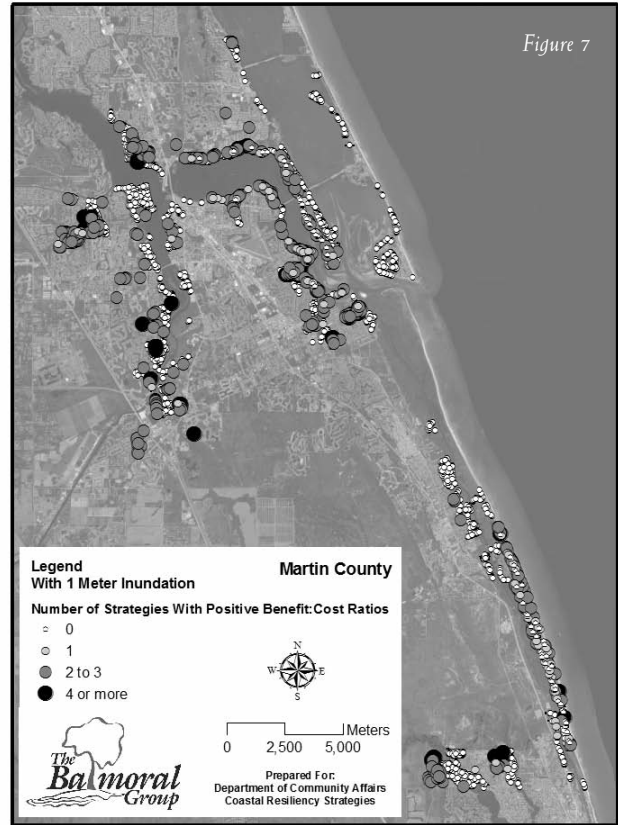 Figure 7
Legend
With 1 Meter Inundation
Martin County
Number of Strategies With Positive Benefit:Cost Ratios
0
1
2 to 3
4 or more
N
W E
S
Meters
0 2,500 5,000
The
Balmoral
Group
Prepared For:
Department of Community Affairs
Coastal Resiliency Strategies